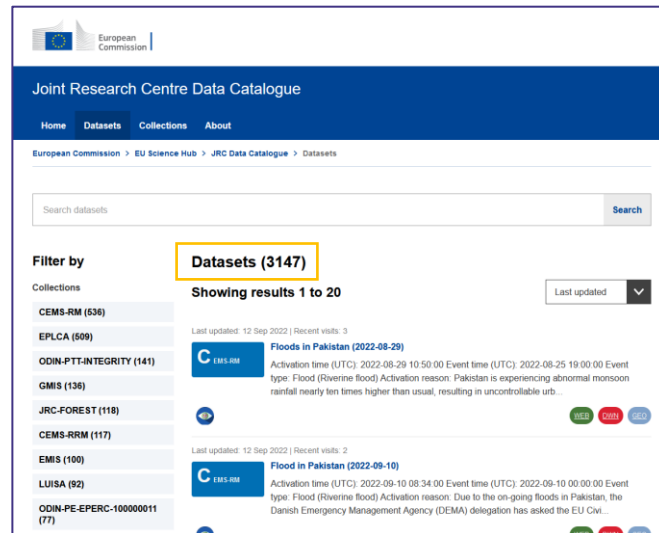 European
Commission
Joint Research Centre Data Catalogue
Home Datasets Collections About
European Commission > EU Science Hub > JRC Data Catalogue > Datasets
Search datasets Search
Filter by
Collections
CEMS-RM (536)
EPLCA (509)
ODIN-PTT-INTEGRITY (141)
GMIS (136)
JRC-FOREST (118)
CEMS-RRM (117)
EMIS (100)
LUISA (92)
ODIN-PE-EPERC-100000011
(77)
Datasets (3147)
Showing results 1 to 20
Last updated
Last updated: 12 Sep 2022 | Recent visits: 3
C EMS-RM
Floods in Pakistan (2022-08-29)
Activation time (UTC): 2022-08-29 10:50:00 Event time (UTC): 2022-08-25 19:00:00 Event
type: Flood (Riverine flood) Activation reason: Pakistan is experiencing abnormal monsoon
rainfall nearly ten times higher than usual, resulting in uncontrollable urb...
WEB DWN GEO
Last updated: 12 Sep 2022 | Recent visits: 2
C EMS-RM
Flood in Pakistan (2022-09-10)
Activation time (UTC): 2022-09-10 08:34:00 Event time (UTC): 2022-09-10 00:00:00 Event
type: Flood (Riverine flood) Activation reason: Due to the on-going floods in Pakistan, the
Danish Emergency Management Agency (DEMA) delegation has asked the EU Civi...